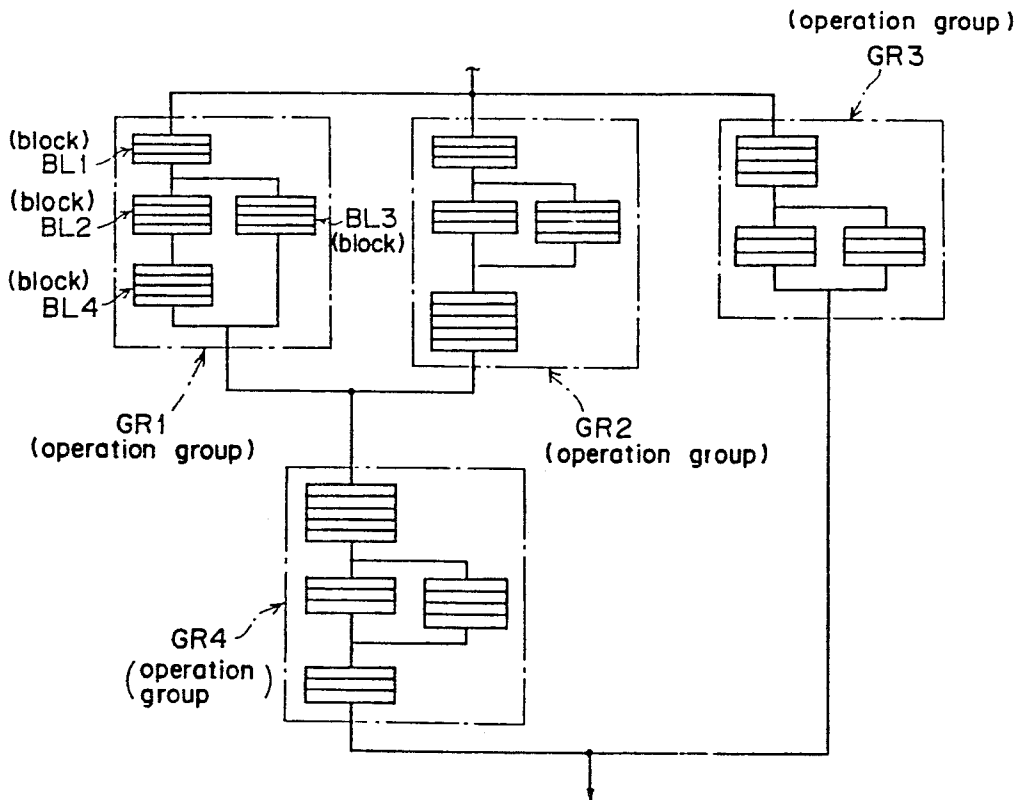 (operation group)
GR3
(block)
BL1
(block)
BL2
BL3
(block)
(block)
BL4
GR1
(operation group)
GR2
(operation group)
GR4
(operation
group)